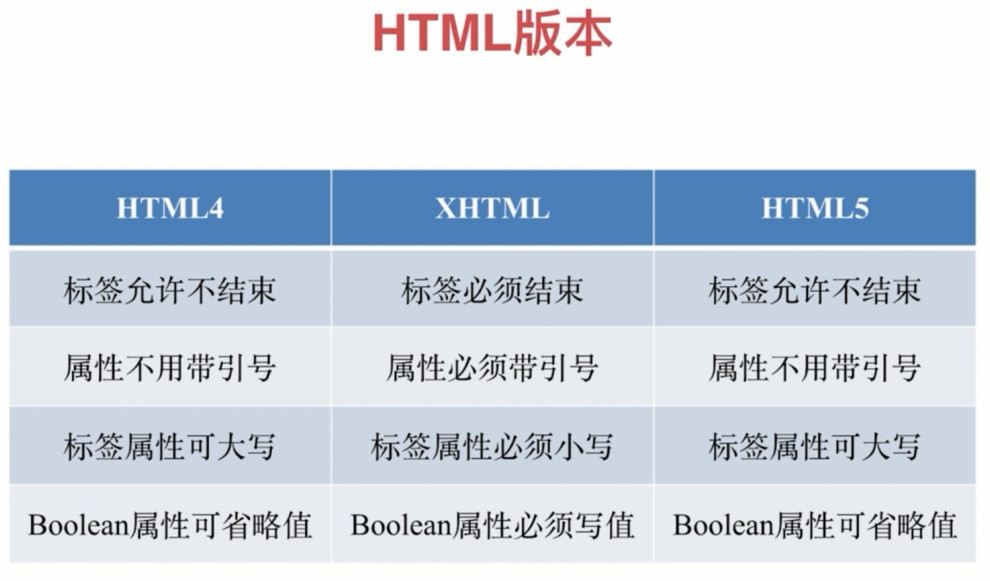 HTML版本
HTML4 XHTML HTML5
标签允许不结束 标签必须结束 标签允许不结束
属性不用带引号 属性必须带引号 属性不用带引号
标签属性可大写 标签属性必须小写 标签属性可大写
Boolean属性可省略值 Boolean属性必须写值 Boolean属性可省略值